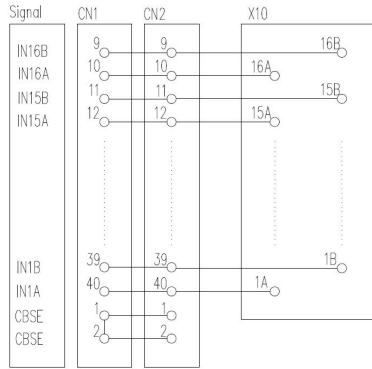 Signal CN1 CN2 X10
IN16B 9 9 16B
IN16A 10 10 16A
IN15B 11 11 15B
IN15A 12 12 15A
IN1B 39 39 1B
IN1A 40 40 1A
CBSE 1 1
CBSE 2 2